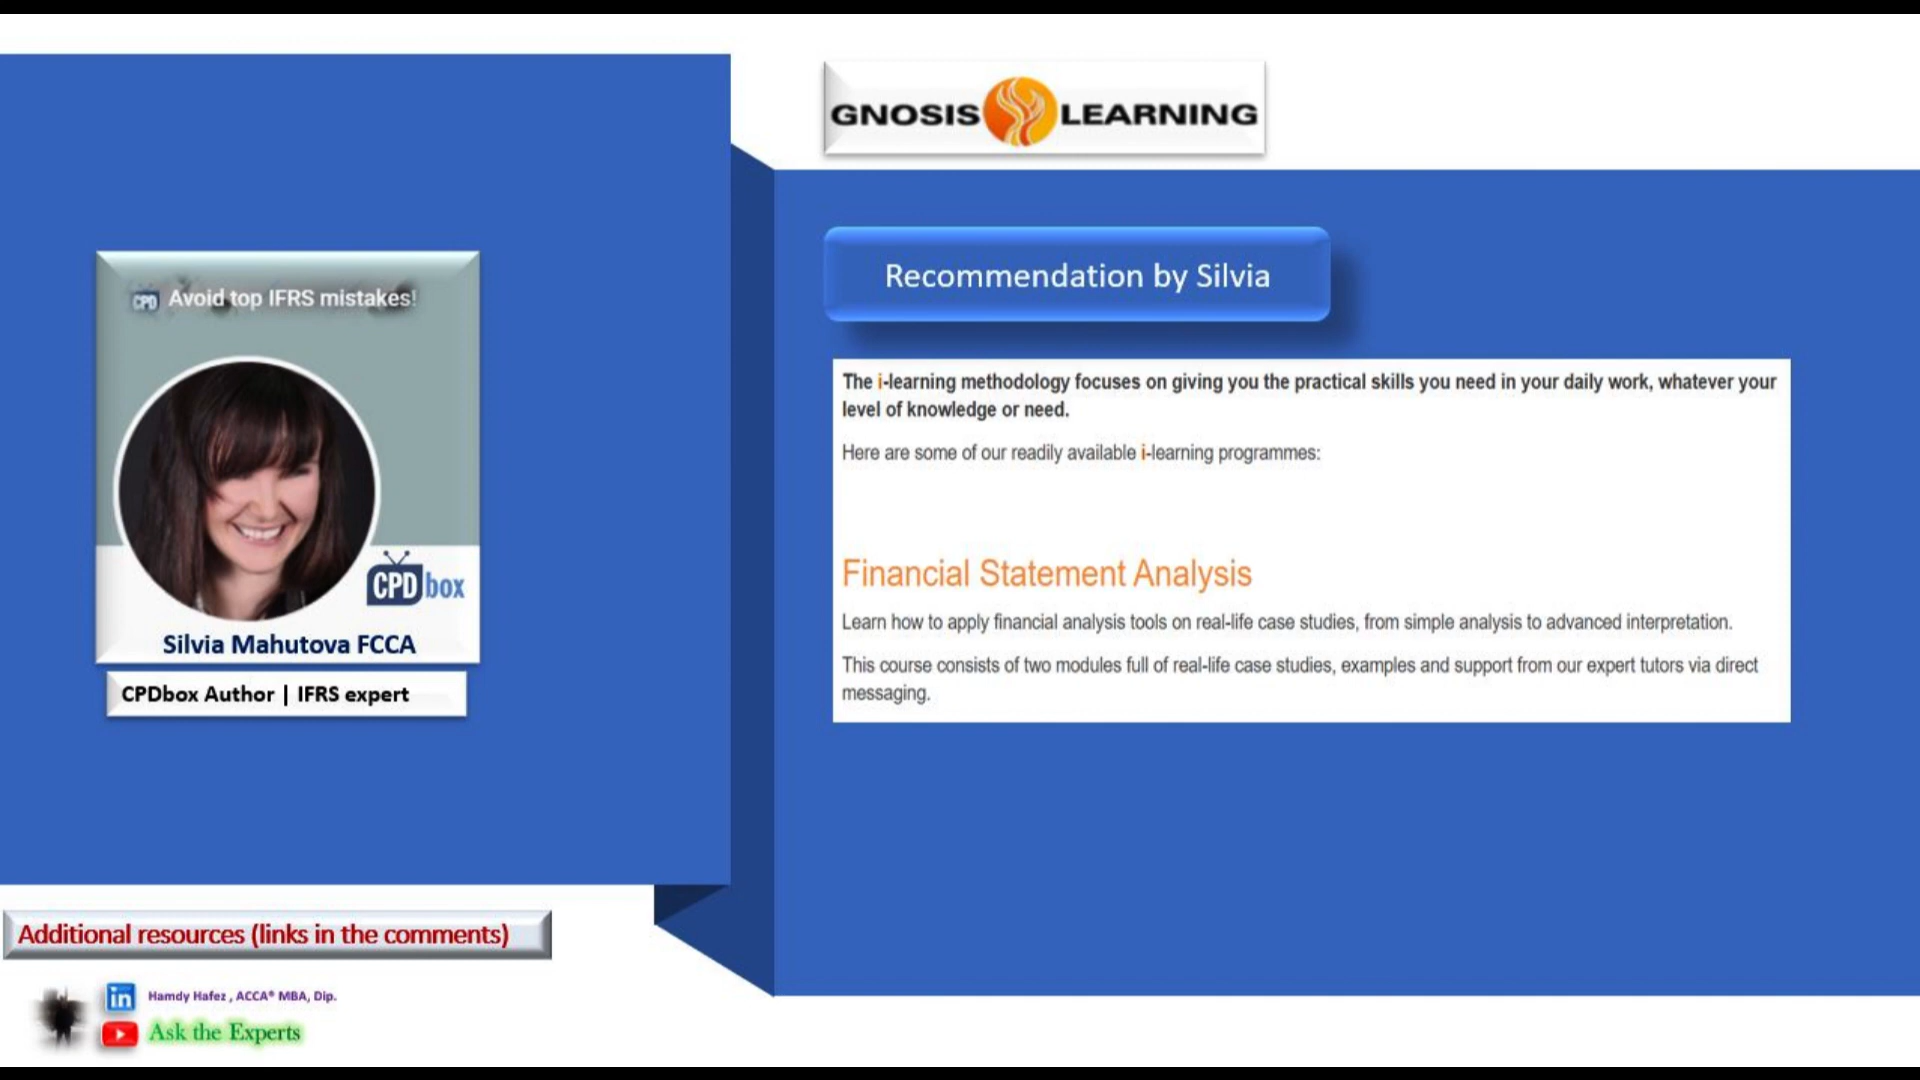 GNOSIS LEARNING
Recommendation by Silvia
CPD Avoid top IFRS mistakes!
CPD box
Silvia Mahutova FCCA
CPDbox Author | IFRS expert
The i-learning methodology focuses on giving you the practical skills you need in your daily work, whatever your
level of knowledge or need.
Here are some of our readily available i-learning programmes:
Financial Statement Analysis
Learn how to apply financial analysis tools on real-life case studies, from simple analysis to advanced interpretation.
This course consists of two modules full of real-life case studies, examples and support from our expert tutors via direct
messaging.
Additional resources (links in the comments)
in Hamdy Hafez , ACCA® MBA, Dip.
Ask the Experts